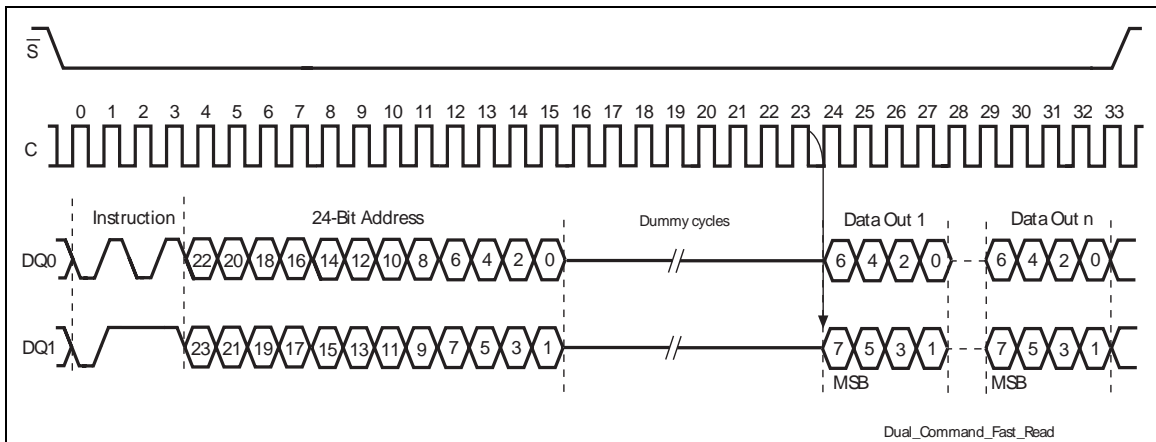 S
0 1 2 3 4 5 6 7 8 9 10 11 12 13 14 15 16 17 18 19 20 21 22 23 24 25 26 27 28 29 30 31 32 33
C
Instruction 24-Bit Address Dummy cycles Data Out 1 Data Out n
DQ0 22 20 18 16 14 12 10 8 6 4 2 0 6 4 2 0 6 4 2 0
DQ1 23 21 19 17 15 13 11 9 7 5 3 1 7 5 3 1 7 5 3 1
MSB MSB
Dual_Command_Fast_Read